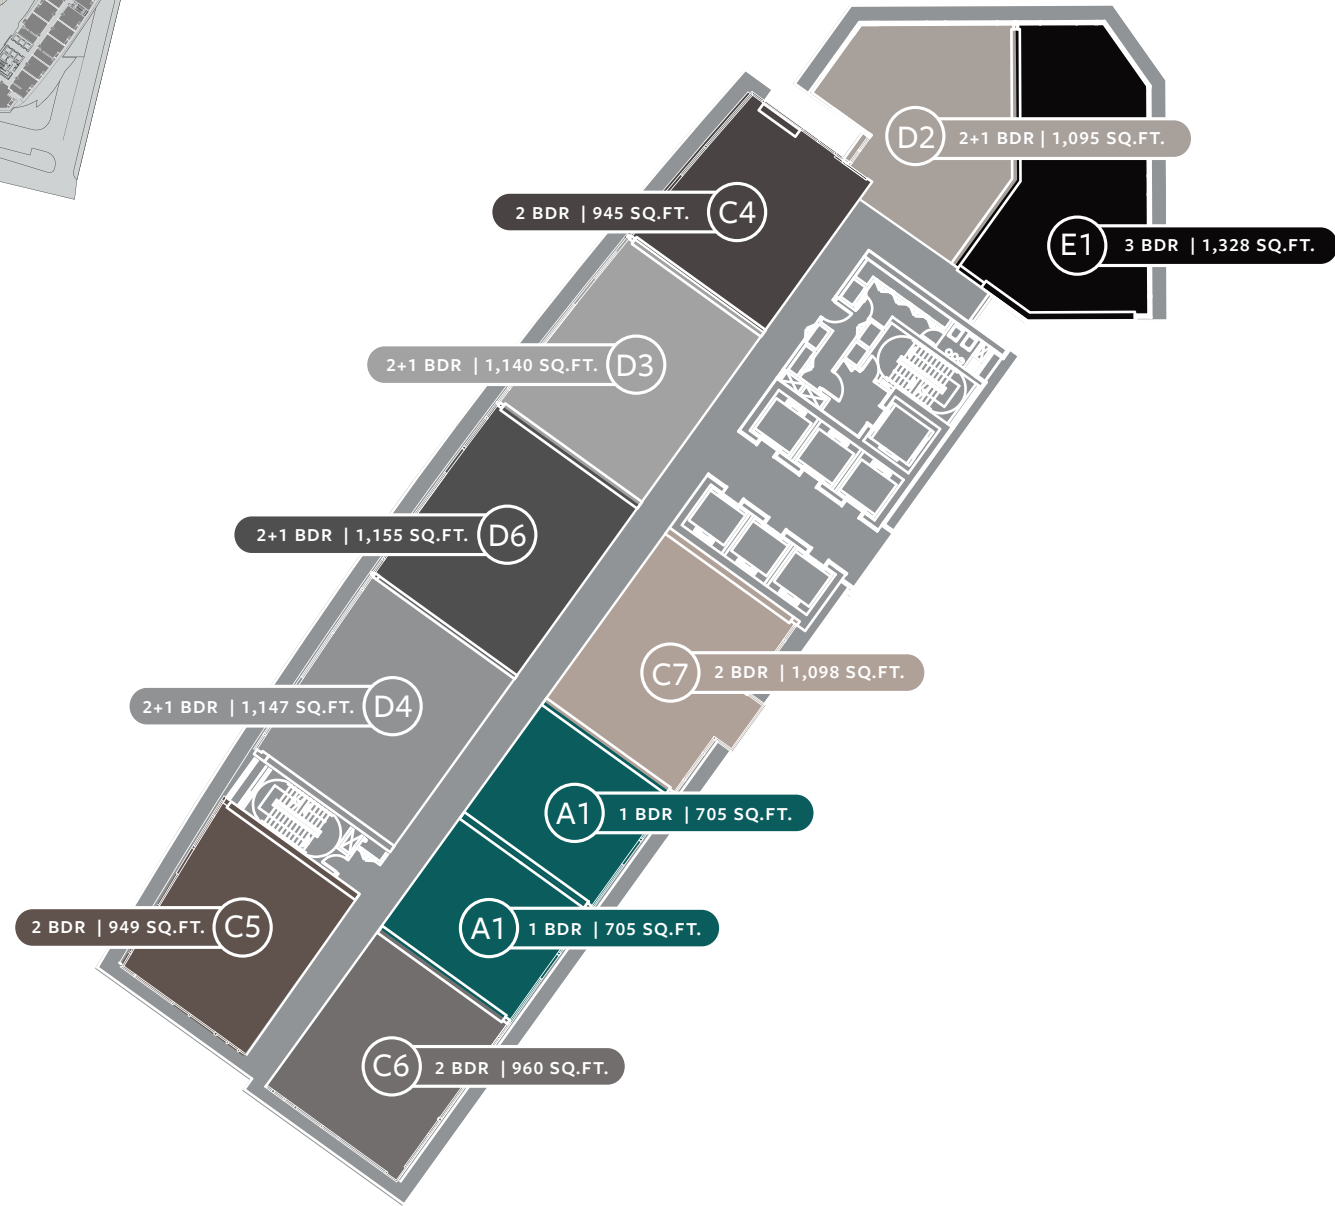 D2 2+1 BDR | 1,095 SQ.FT.
2 BDR | 945 SQ.FT. C4
E1 3 BDR | 1,328 SQ.FT.
2+1 BDR | 1,140 SQ.FT. D3
2+1 BDR | 1,155 SQ.FT. D6
C7 2 BDR | 1,098 SQ.FT.
2+1 BDR | 1,147 SQ.FT. D4
A1 1 BDR | 705 SQ.FT.
2 BDR | 949 SQ.FT. C5
A1 1 BDR | 705 SQ.FT.
C6 2 BDR | 960 SQ.FT.